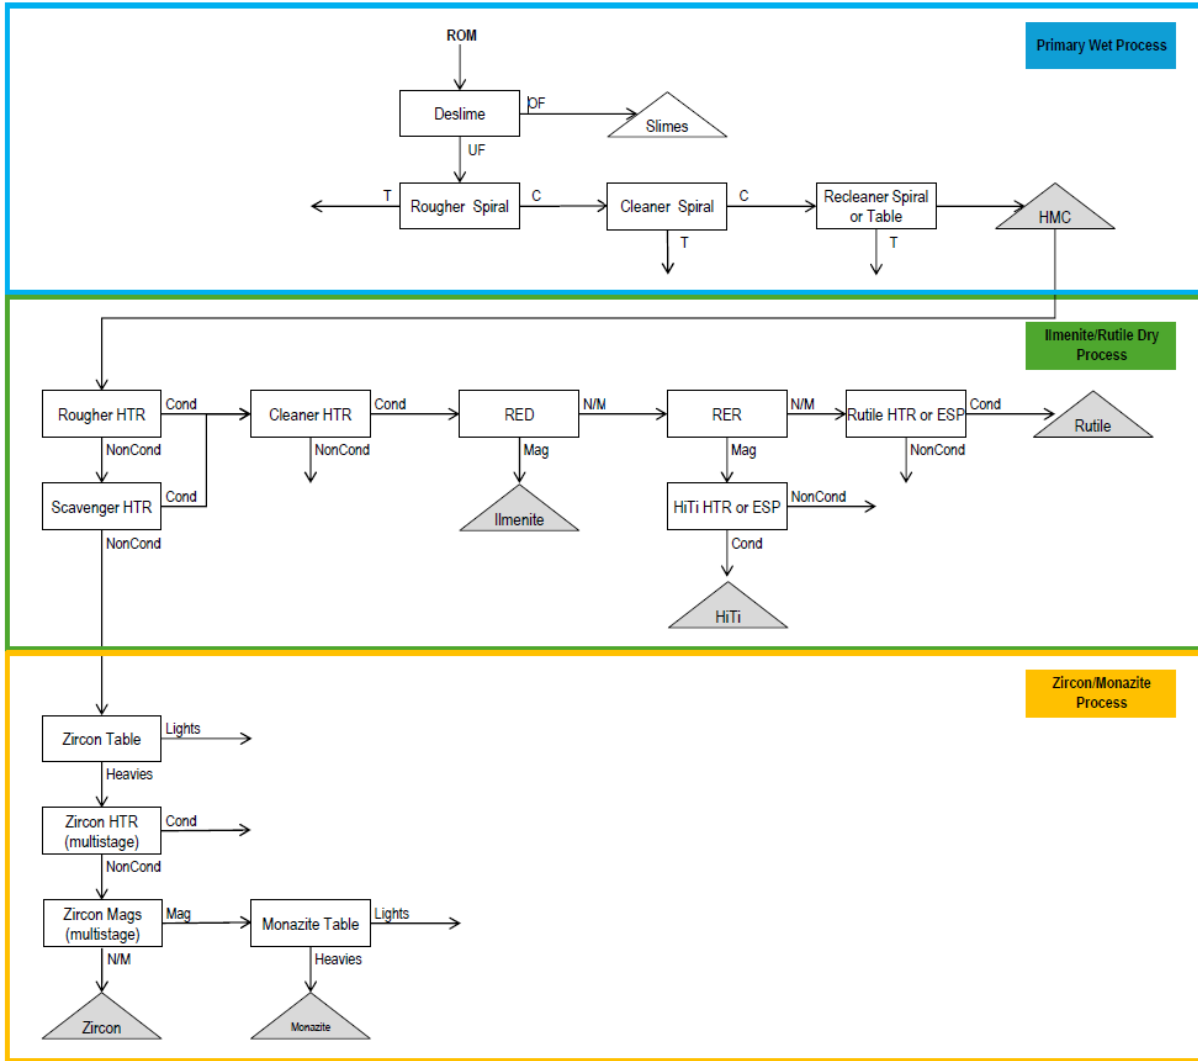 ROM
Primary Wet Process
Deslime
OF
Slimes
UF
T
Rougher Spiral
C
Cleaner Spiral
C
Recleaner Spiral
or Table
HMC
T
T
Ilmenite/Rutile Dry
Process
Rougher HTR
Cond
Cleaner HTR
Cond
RED
N/M
RER
N/M
Rutile HTR or ESP
Cond
Rutile
NonCond
NonCond
Mag
Mag
NonCond
Scavenger HTR
Cond
Ilmenite
HiTi HTR or ESP
NonCond
NonCond
Cond
HiTi
Zircon/Monazite
Process
Zircon Table
Lights
Heavies
Zircon HTR
(multistage)
Cond
NonCond
Zircon Mags
(multistage)
Mag
Monazite Table
Lights
N/M
Heavies
Zircon
Monazite